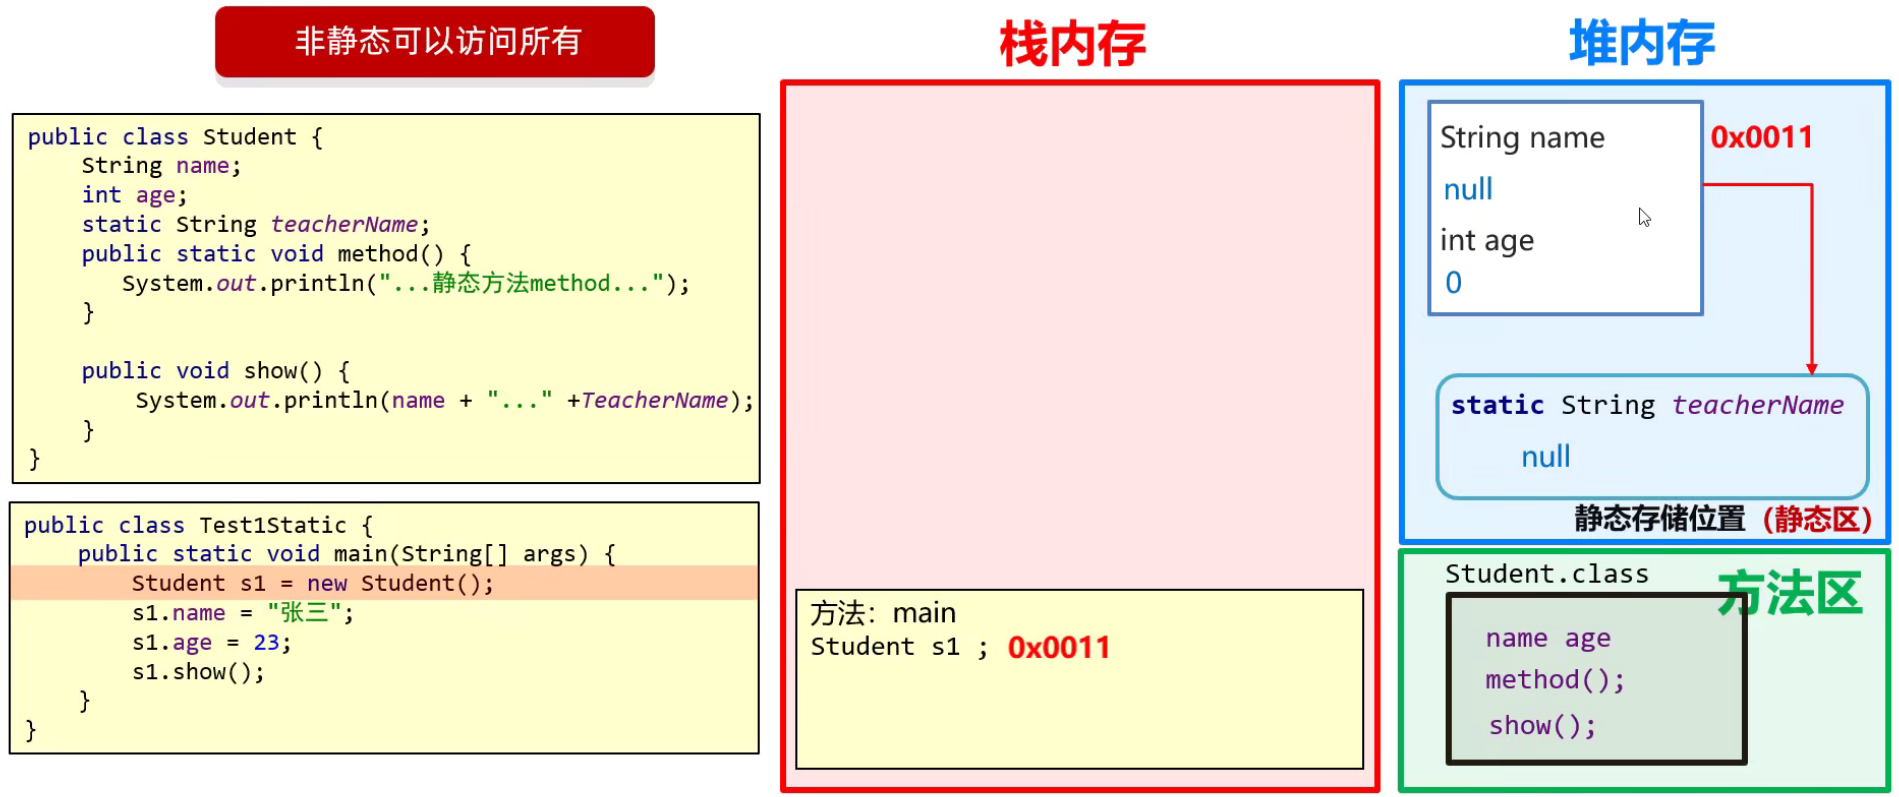 非静态可以访问所有
public class Student {
String name;
int age;
static String teacherName;
public static void method() {
System.out.println("...静态方法method...");
}
public void show() {
System.out.println(name + "..." +TeacherName);
}
}
public class Test1Static {
public static void main(String[] args) {
Student s1 = new Student();
s1.name = "张三";
s1.age = 23;
s1.show();
}
}
栈内存
方法：main
Student s1 ; 0x0011
堆内存
String name
0x0011
null
int age
0
static String teacherName
null
静态存储位置（静态区）
Student.class
方法区
name age
method();
show();